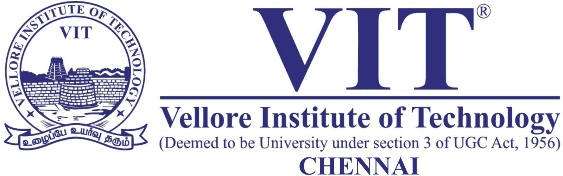 VELLORE INSTITUTE OF TECHNOLOGY
VIT
உழைப்பே உயர்வு தரும்
VIT®
Vellore Institute of Technology
(Deemed to be University under section 3 of UGC Act, 1956)
CHENNAI